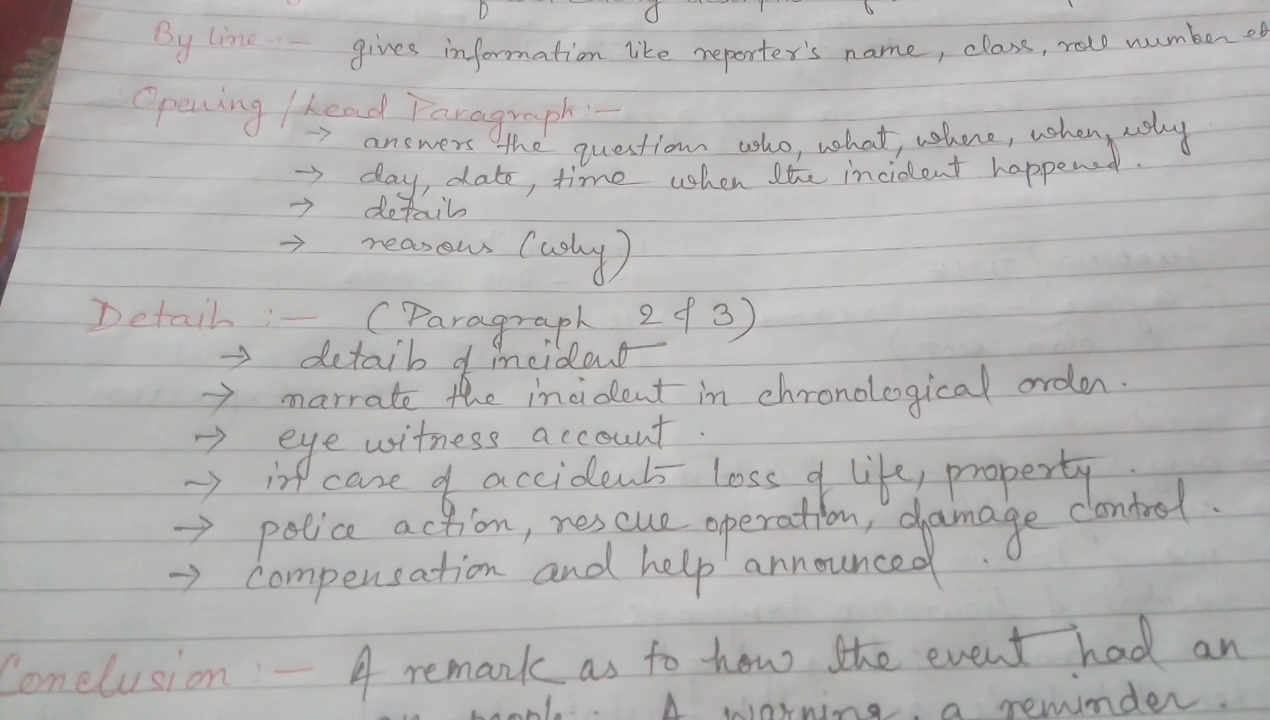 By line :- gives information like reporter's name, class, roll number
Opening / Lead Paragraph :-
→ answers the question who, what, where, when, why
→ day, date, time when the incident happened.
→ details
→ reasons (why)
Details :- (Paragraph 2 & 3)
→ details of incident
→ narrate the incident in chronological order.
→ eye witness account.
→ in case of accidents loss of life, property.
→ police action, rescue operation, damage control.
→ compensation and help announced.
Conclusion :- A remark as to how the event had an
people. A warning, a reminder.